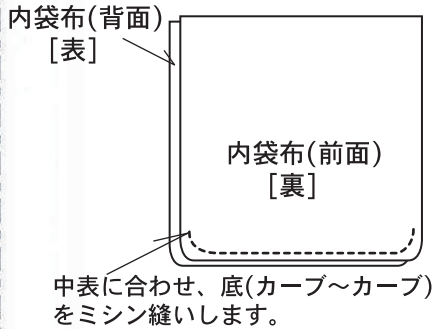 内袋布(背面)
[表]
内袋布(前面)
[裏]
中表に合わせ、底(カーブ〜カーブ)
をミシン縫いします。